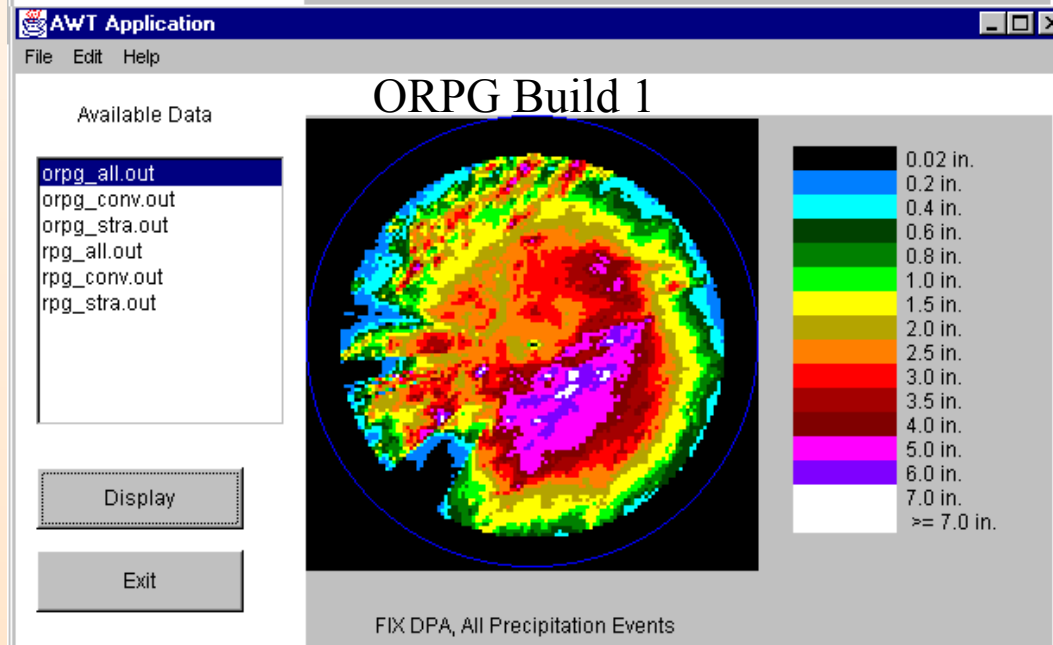 AWT Application
File Edit Help
ORPG Build 1
Available Data
orpg_all.out
orpg_conv.out
orpg_stra.out
rpg_all.out
rpg_conv.out
rpg_stra.out
Display
Exit
0.02 in.
0.2 in.
0.4 in.
0.6 in.
0.8 in.
1.0 in.
1.5 in.
2.0 in.
2.5 in.
3.0 in.
3.5 in.
4.0 in.
5.0 in.
6.0 in.
7.0 in.
>= 7.0 in.
FIX DPA, All Precipitation Events